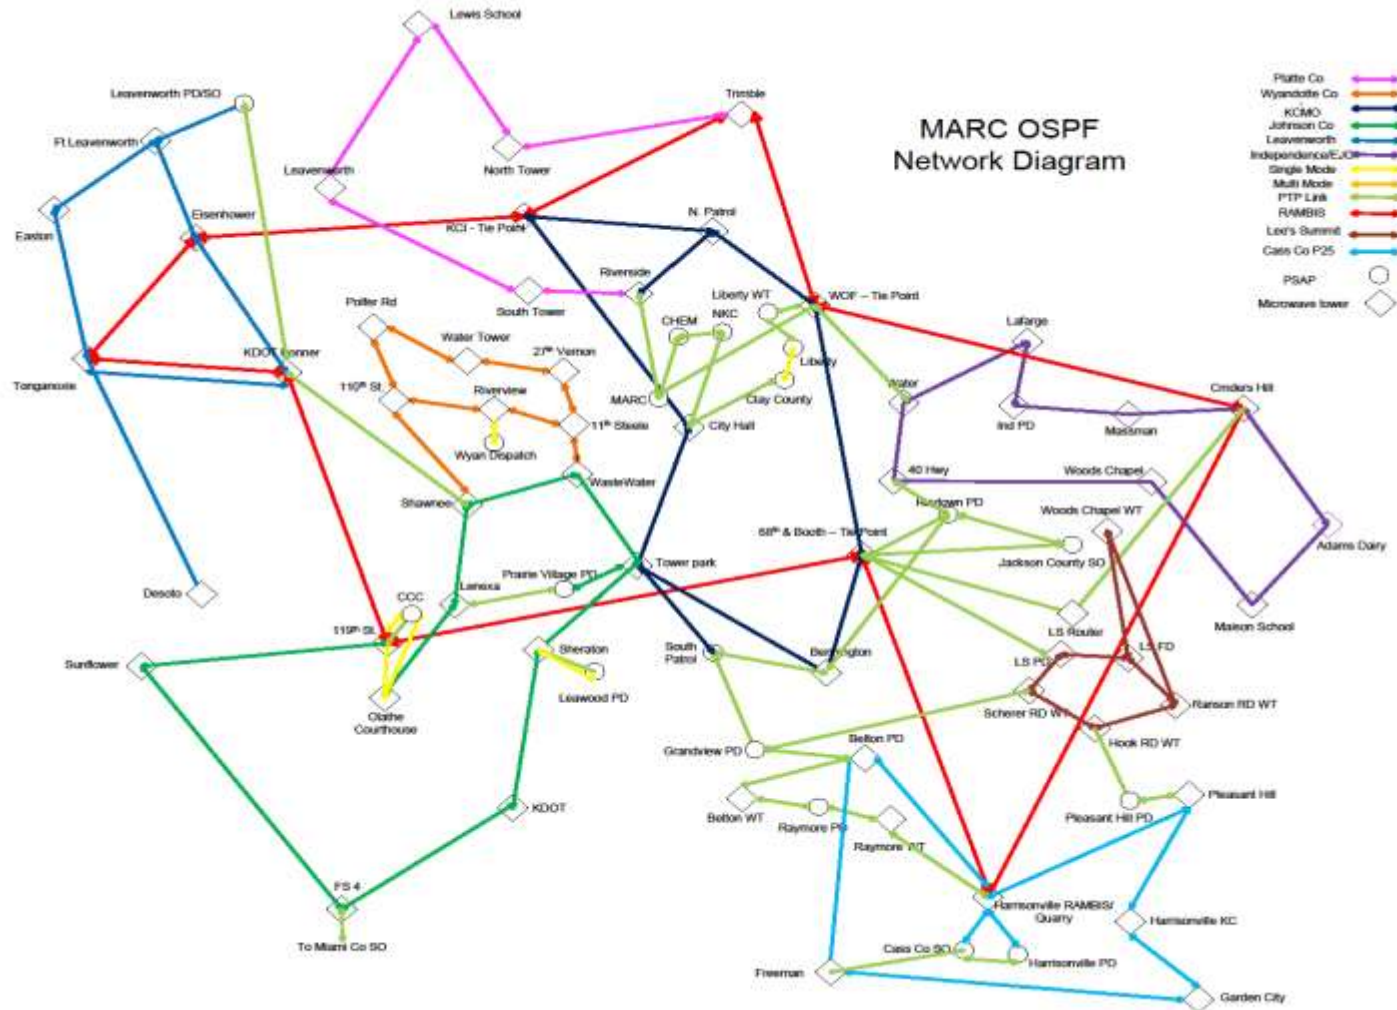 Lewis School
Platte Co
Leavenworth PD/SO
Trimble
Wyandotte Co
MARC OSPF
KCMO
Network Diagram
Johnson Co
Ft Leavenworth
Leavenworth
North Tower
Independence/EJC
Leavenworth
Single Mode
Multi Mode
PTP Link
Easton
Eisenhower
KCI - Tie Point
N. Patrol
RAMBIS
Lee's Summit
Cass Co P25
Riverside
PSAP
South Tower
Liberty WT
WOF – Tie Point
Microwave tower
Polfer Rd
CHEM
NKC
Lafarge
Water Tower
27th Vernon
Liberty
Tonganoxie
KDOT Bonner
110th St.
Riverview
MARC
Clay County
Water
Ind PD
Massman
Crnders Hill
11th Steele
City Hall
Wyan Dispatch
WasteWater
40 Hwy
Woods Chapel
Shawnee
Woods Chapel WT
68th & Booth – Tie Point
Adams Dairy
Tower park
Jackson County SO
Prairie Village PD
Desoto
CCC
Lenexa
LS Router
Maison School
119th St.
Sunflower
Sheraton
South
Patrol
LS PD
LS FD
Leawood PD
Scherer RD WT
Ranson RD WT
Olathe
Courthouse
Grandview PD
Belton PD
Hook RD WT
KDOT
Belton WT
Raymore PD
Pleasant Hill PD
Pleasant Hill
Raymore WT
FS 4
Harrisonville RAMBIS/
Quarry
Harrisonville KC
To Miami Co SO
Cass Co SO
Harrisonville PD
Freeman
Garden City